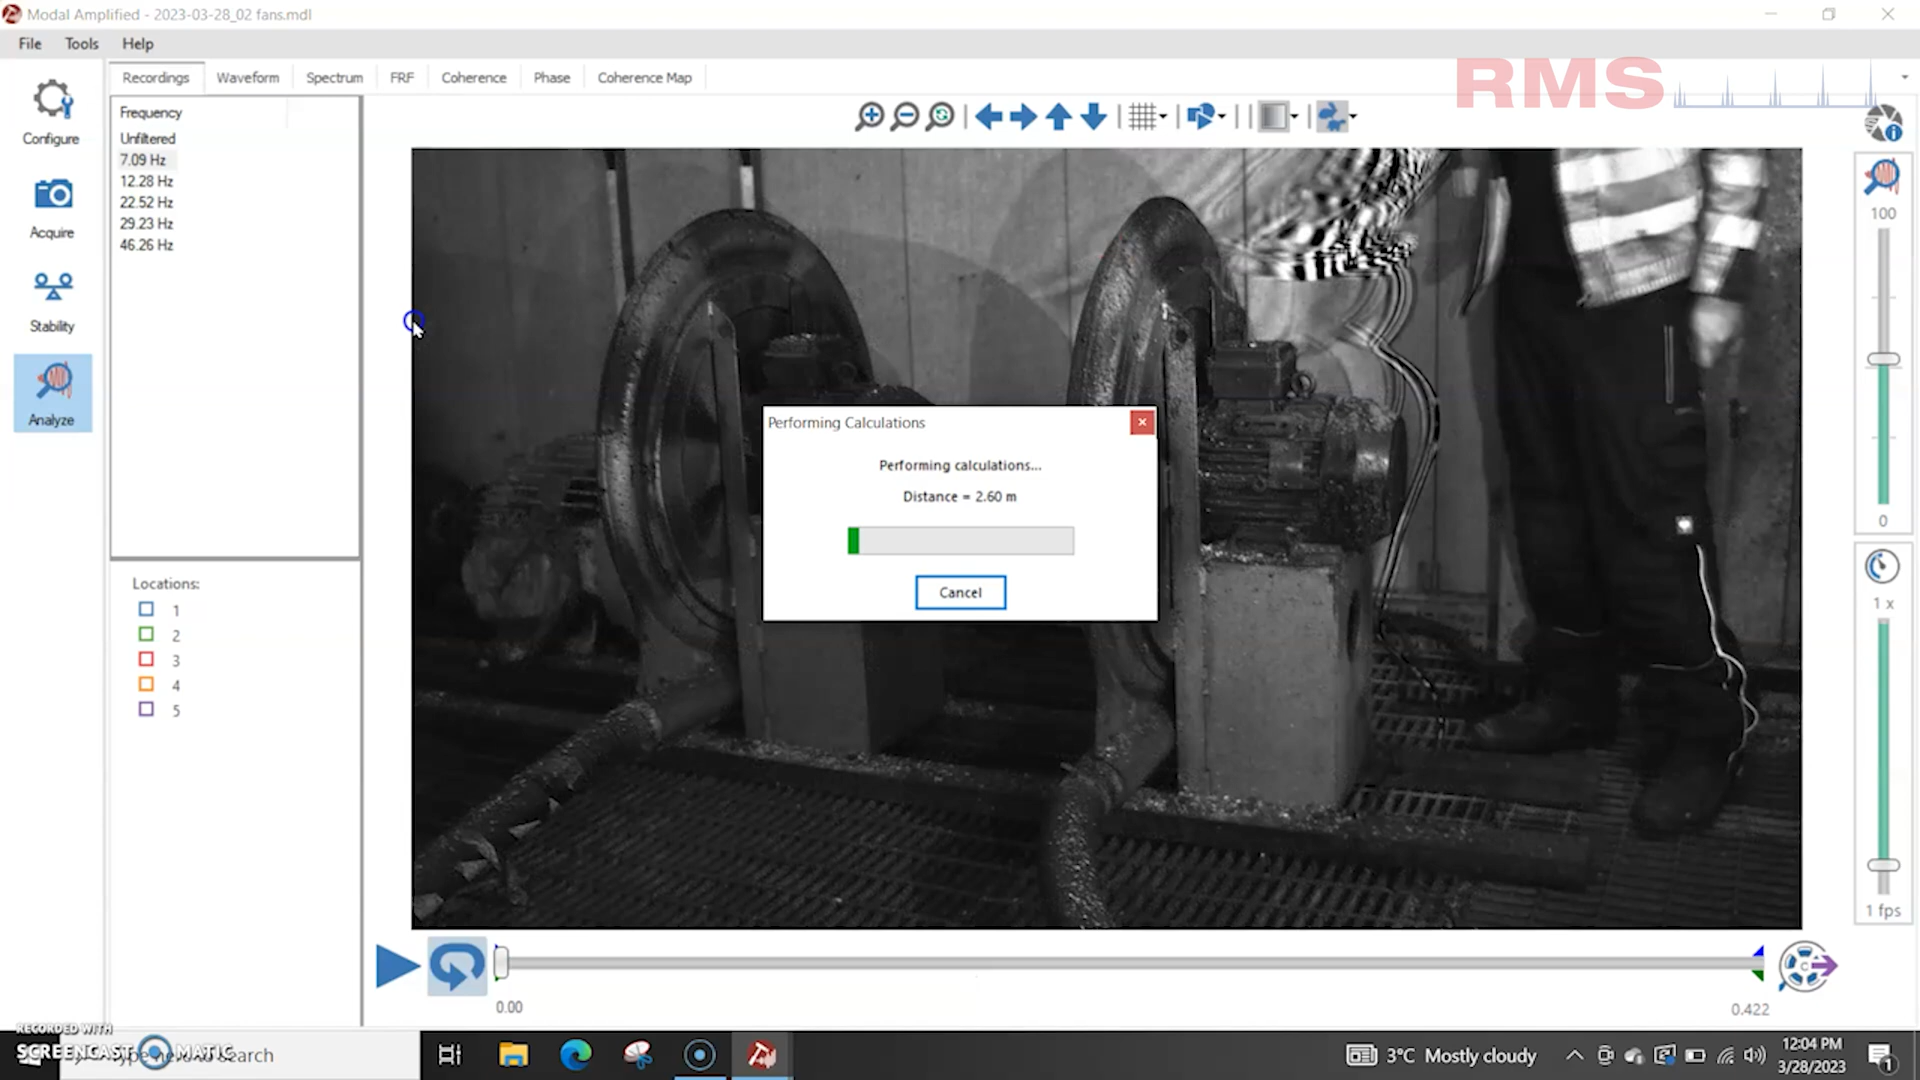 Modal Amplified - 2023-03-28_02 fans.mdl
File Tools Help
Recordings Waveform Spectrum FRF Coherence Phase Coherence Map
RMS
Configure
Acquire
Stability
Analyze
Frequency
Unfiltered
7.09 Hz
12.28 Hz
22.52 Hz
29.23 Hz
46.26 Hz
Locations:
1
2
3
4
5
Performing Calculations
Performing calculations...
Distance = 2.60 m
Cancel
100
0
1 x
1 fps
0.00
0.422
RECORDED WITH
SCREENCAST MATIC
here to search
3°C Mostly cloudy
12:04 PM
3/28/2023
1